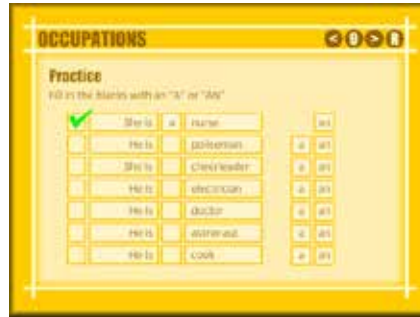 OCCUPATIONS
Practice
Fill in the blanks with an "A" or "AN"
She is a nurse an
He is policeman a an
She is cheerleader a an
He is electrician a an
He is doctor a an
He is astronaut a an
He is cook a an